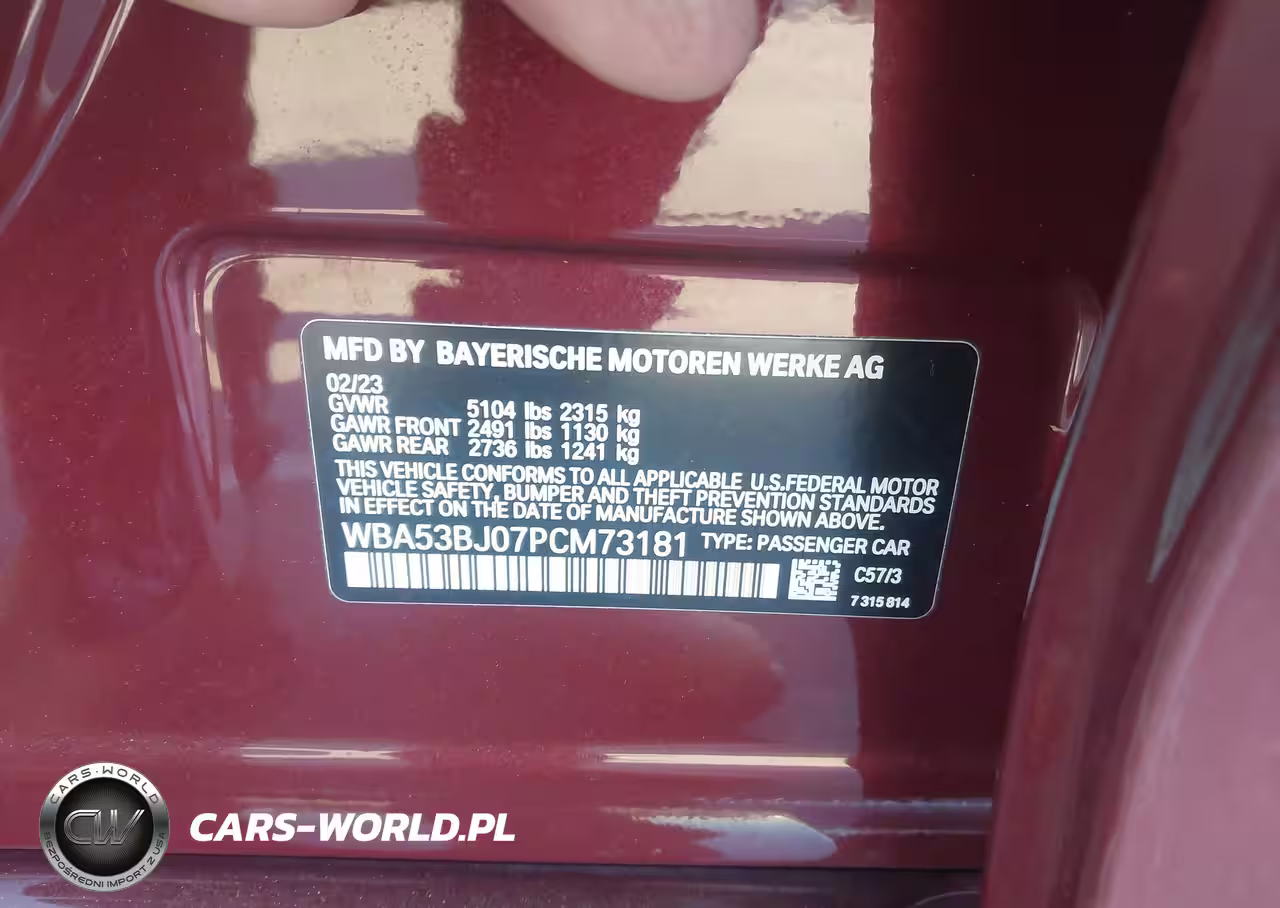 MFD BY BAYERISCHE MOTOREN WERKE AG
02/23
GVWR 5104 lbs 2315 kg
GAWR FRONT 2491 lbs 1130 kg
GAWR REAR 2736 lbs 1241 kg
THIS VEHICLE CONFORMS TO ALL APPLICABLE U.S.FEDERAL MOTOR
VEHICLE SAFETY, BUMPER AND THEFT PREVENTION STANDARDS
IN EFFECT ON THE DATE OF MANUFACTURE SHOWN ABOVE.
WBA53BJ07PCM73181 TYPE: PASSENGER CAR
C57/3
7 315 814
CARS-WORLD
CW
BEZPOŚREDNI IMPORT Z USA
CARS-WORLD.PL